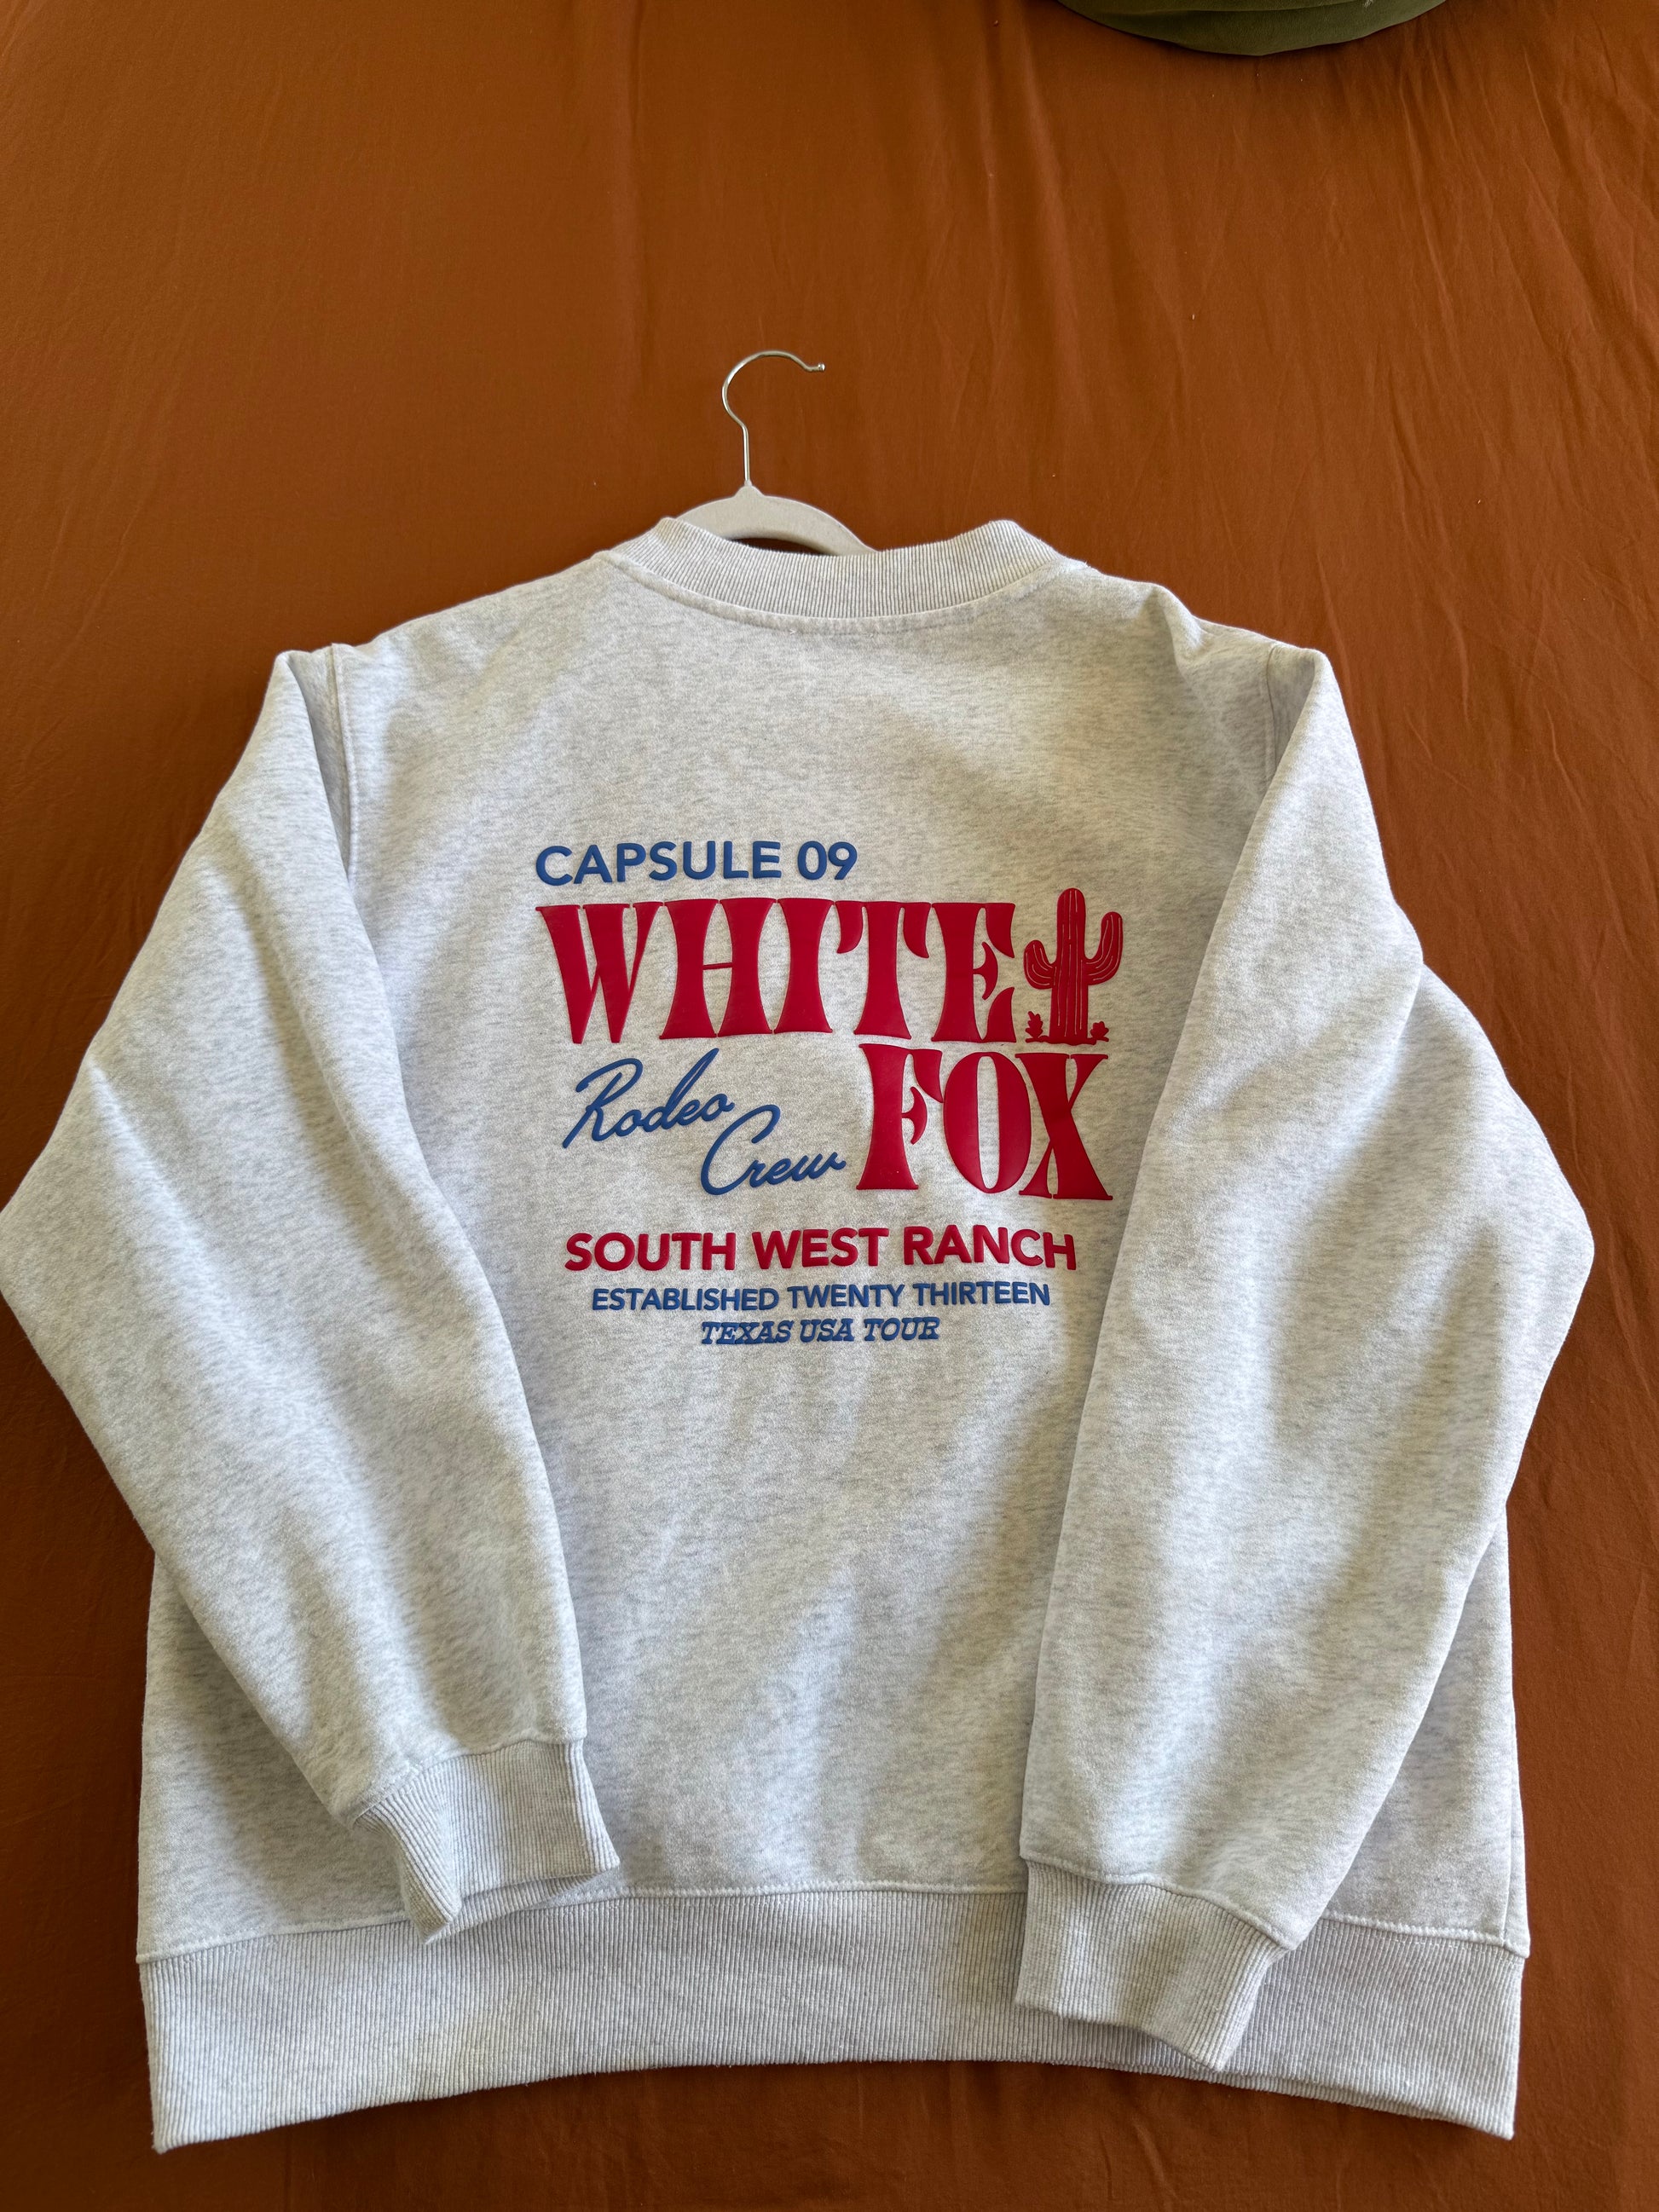 CAPSULE 09
WHITE
Rodeo
Crew
FOX
SOUTH WEST RANCH
ESTABLISHED TWENTY THIRTEEN
TEXAS USA TOUR